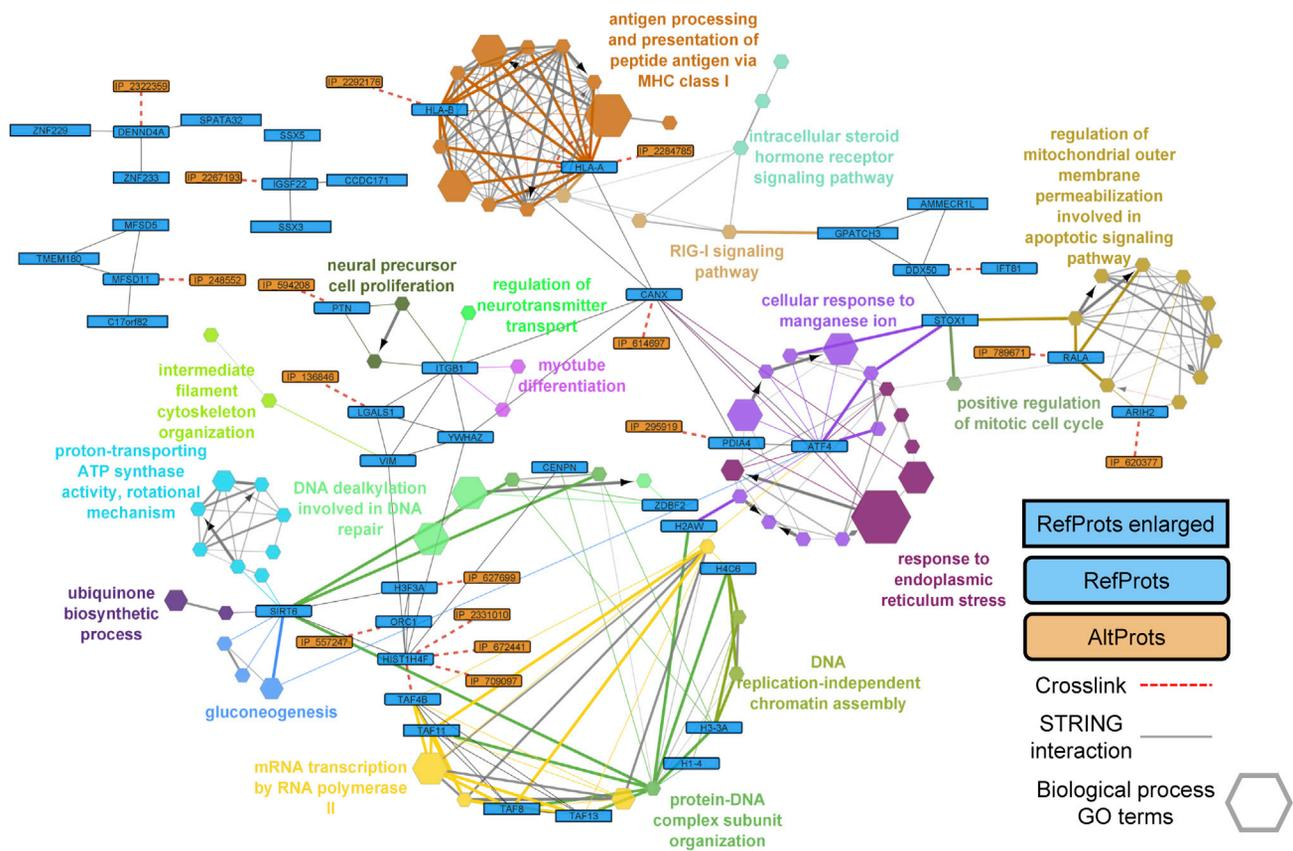 antigen processing
and presentation of
peptide antigen via
MHC class I
IP_2322359
IP_2292176
HLA-B
ZNF229
DENND4A
SPATA32
SSX5
ZNF233
IP_2267193
IGSF22
CCDC171
SSX3
IP_2284785
HLA-A
intracellular steroid
hormone receptor
signaling pathway
regulation of
mitochondrial outer
membrane
permeabilization
involved in
apoptotic signaling
pathway
AMMECR1L
GPATCH3
RIG-I signaling
pathway
DDX50
IFT81
MFSD5
TMEM180
MFSD11
IP_248552
C17orf82
neural precursor
cell proliferation
IP_594208
PTN
regulation of
neurotransmitter
transport
CANX
IP_614697
cellular response to
manganese ion
STOX1
IP_789671
RALA
ARIH2
IP_620377
positive regulation
of mitotic cell cycle
intermediate
filament
cytoskeleton
organization
IP_136846
ITGB1
myotube
differentiation
LGALS1
YWHAZ
VIM
IP_295919
PDIA4
ATF4
proton-transporting
ATP synthase
activity, rotational
mechanism
DNA dealkylation
involved in DNA
repair
CENPN
ZDBF2
H2AW
response to
endoplasmic
reticulum stress
ubiquinone
biosynthetic
process
SIRT6
H3F3A
IP_627699
ORC1
IP_2331010
IP_557247
HIST1H4F
IP_672441
IP_709097
H4C6
gluconeogenesis
TAF4B
TAF11
DNA
replication-independent
chromatin assembly
H3-3A
H1-4
mRNA transcription
by RNA polymerase
II
TAF8
TAF13
protein-DNA
complex subunit
organization
RefProts enlarged
RefProts
AltProts
Crosslink
STRING
interaction
Biological process
GO terms